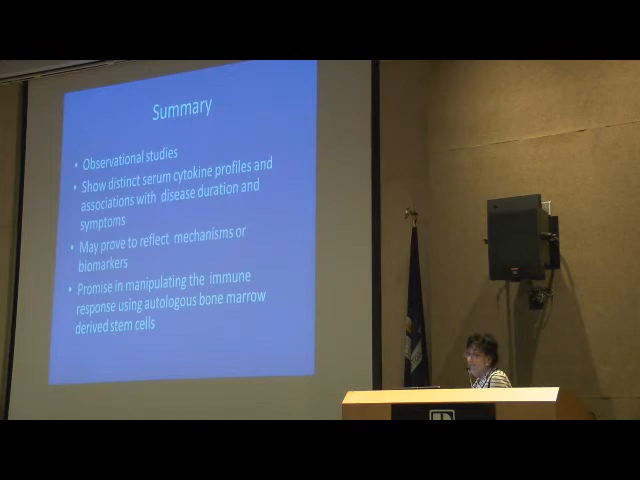 Summary
• Observational studies
• Show distinct serum cytokine profiles and
associations with disease duration and
symptoms
• May prove to reflect mechanisms or
biomarkers
• Promise in manipulating the immune
response using autologous bone marrow
derived stem cells